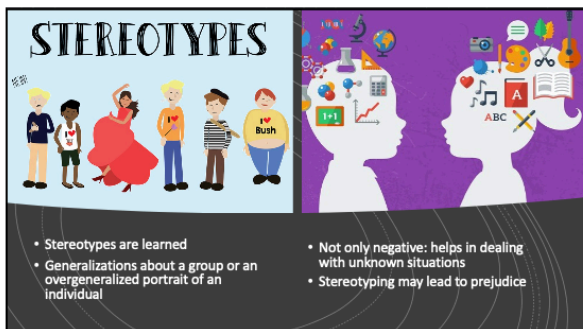 STEREOTYPES
I ❤
Bush
1+1
A
ABC
• Stereotypes are learned
• Generalizations about a group or an
overgeneralized portrait of an
individual
• Not only negative: helps in dealing
with unknown situations
• Stereotyping may lead to prejudice